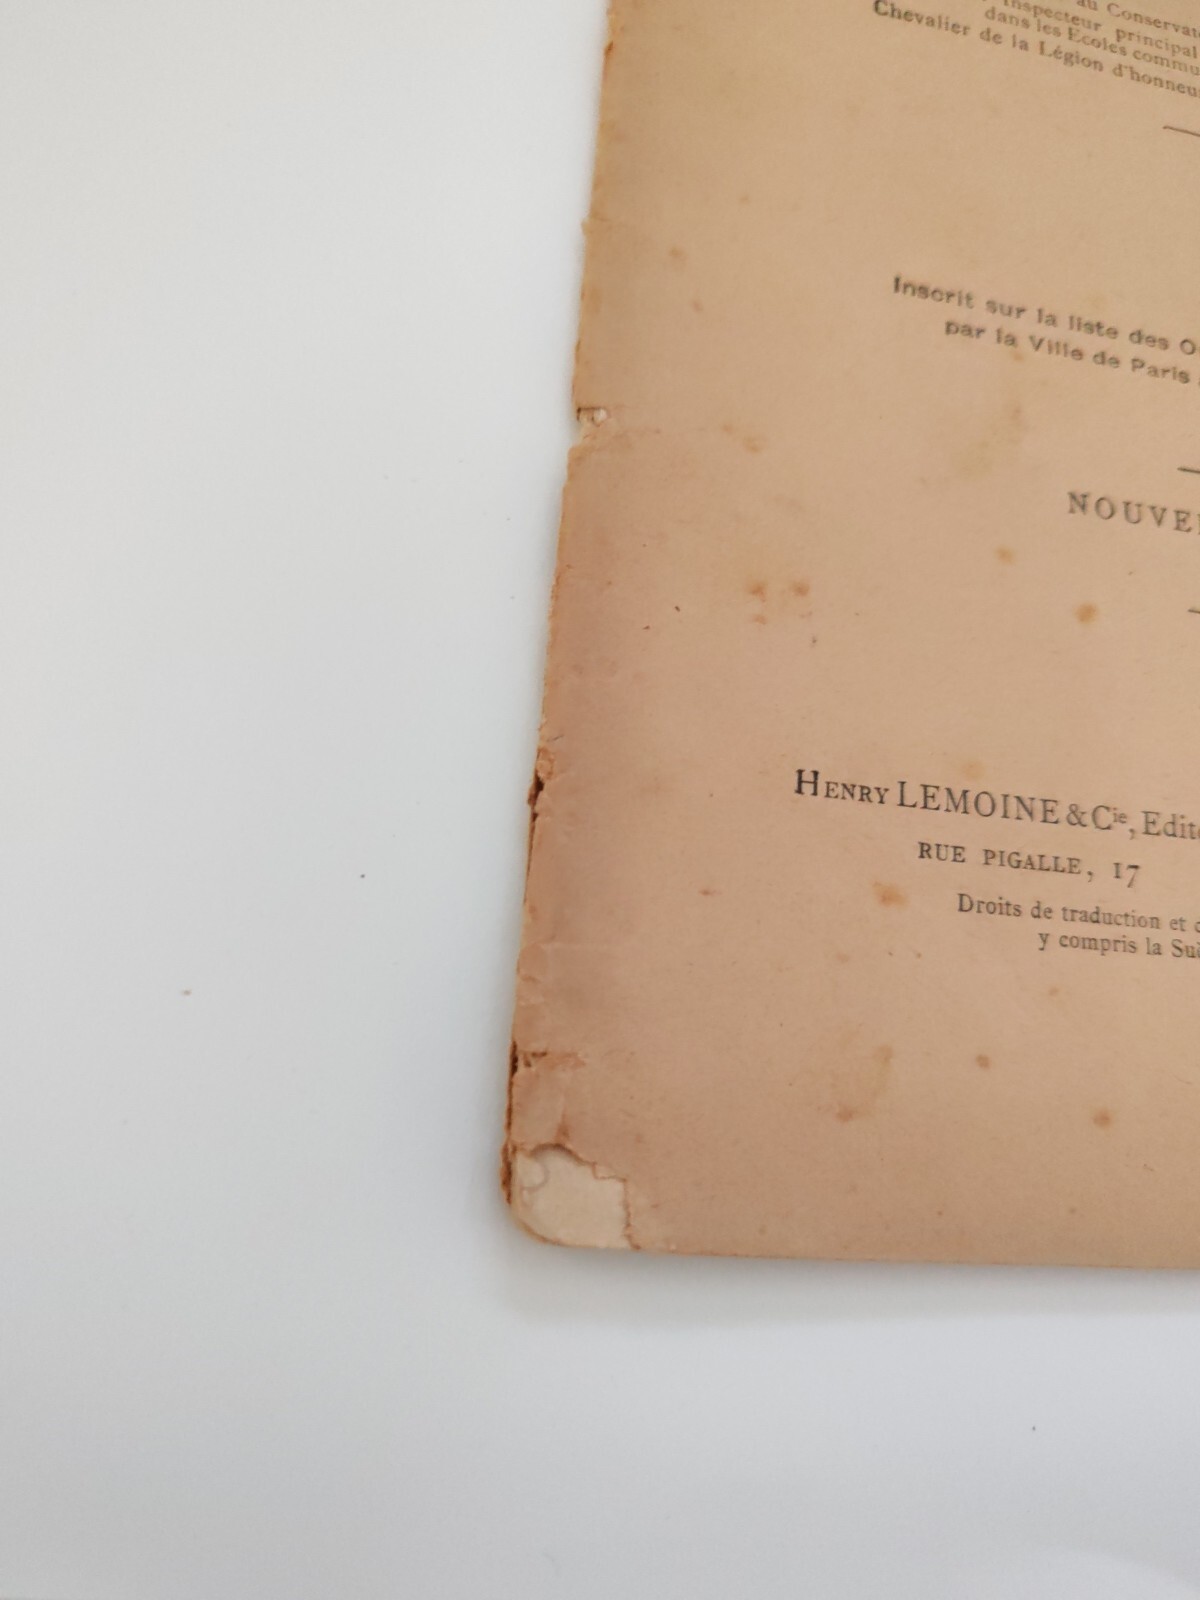 au Conservat
Inspecteur principal
dans les Ecoles commu
Chevalier de la Légion d'honneu
Inscrit sur la liste des O
par la Ville de Paris
NOUVE
HENRY LEMOINE & Cie, Edit
RUE PIGALLE, 17
Droits de traduction et
y compris la Su